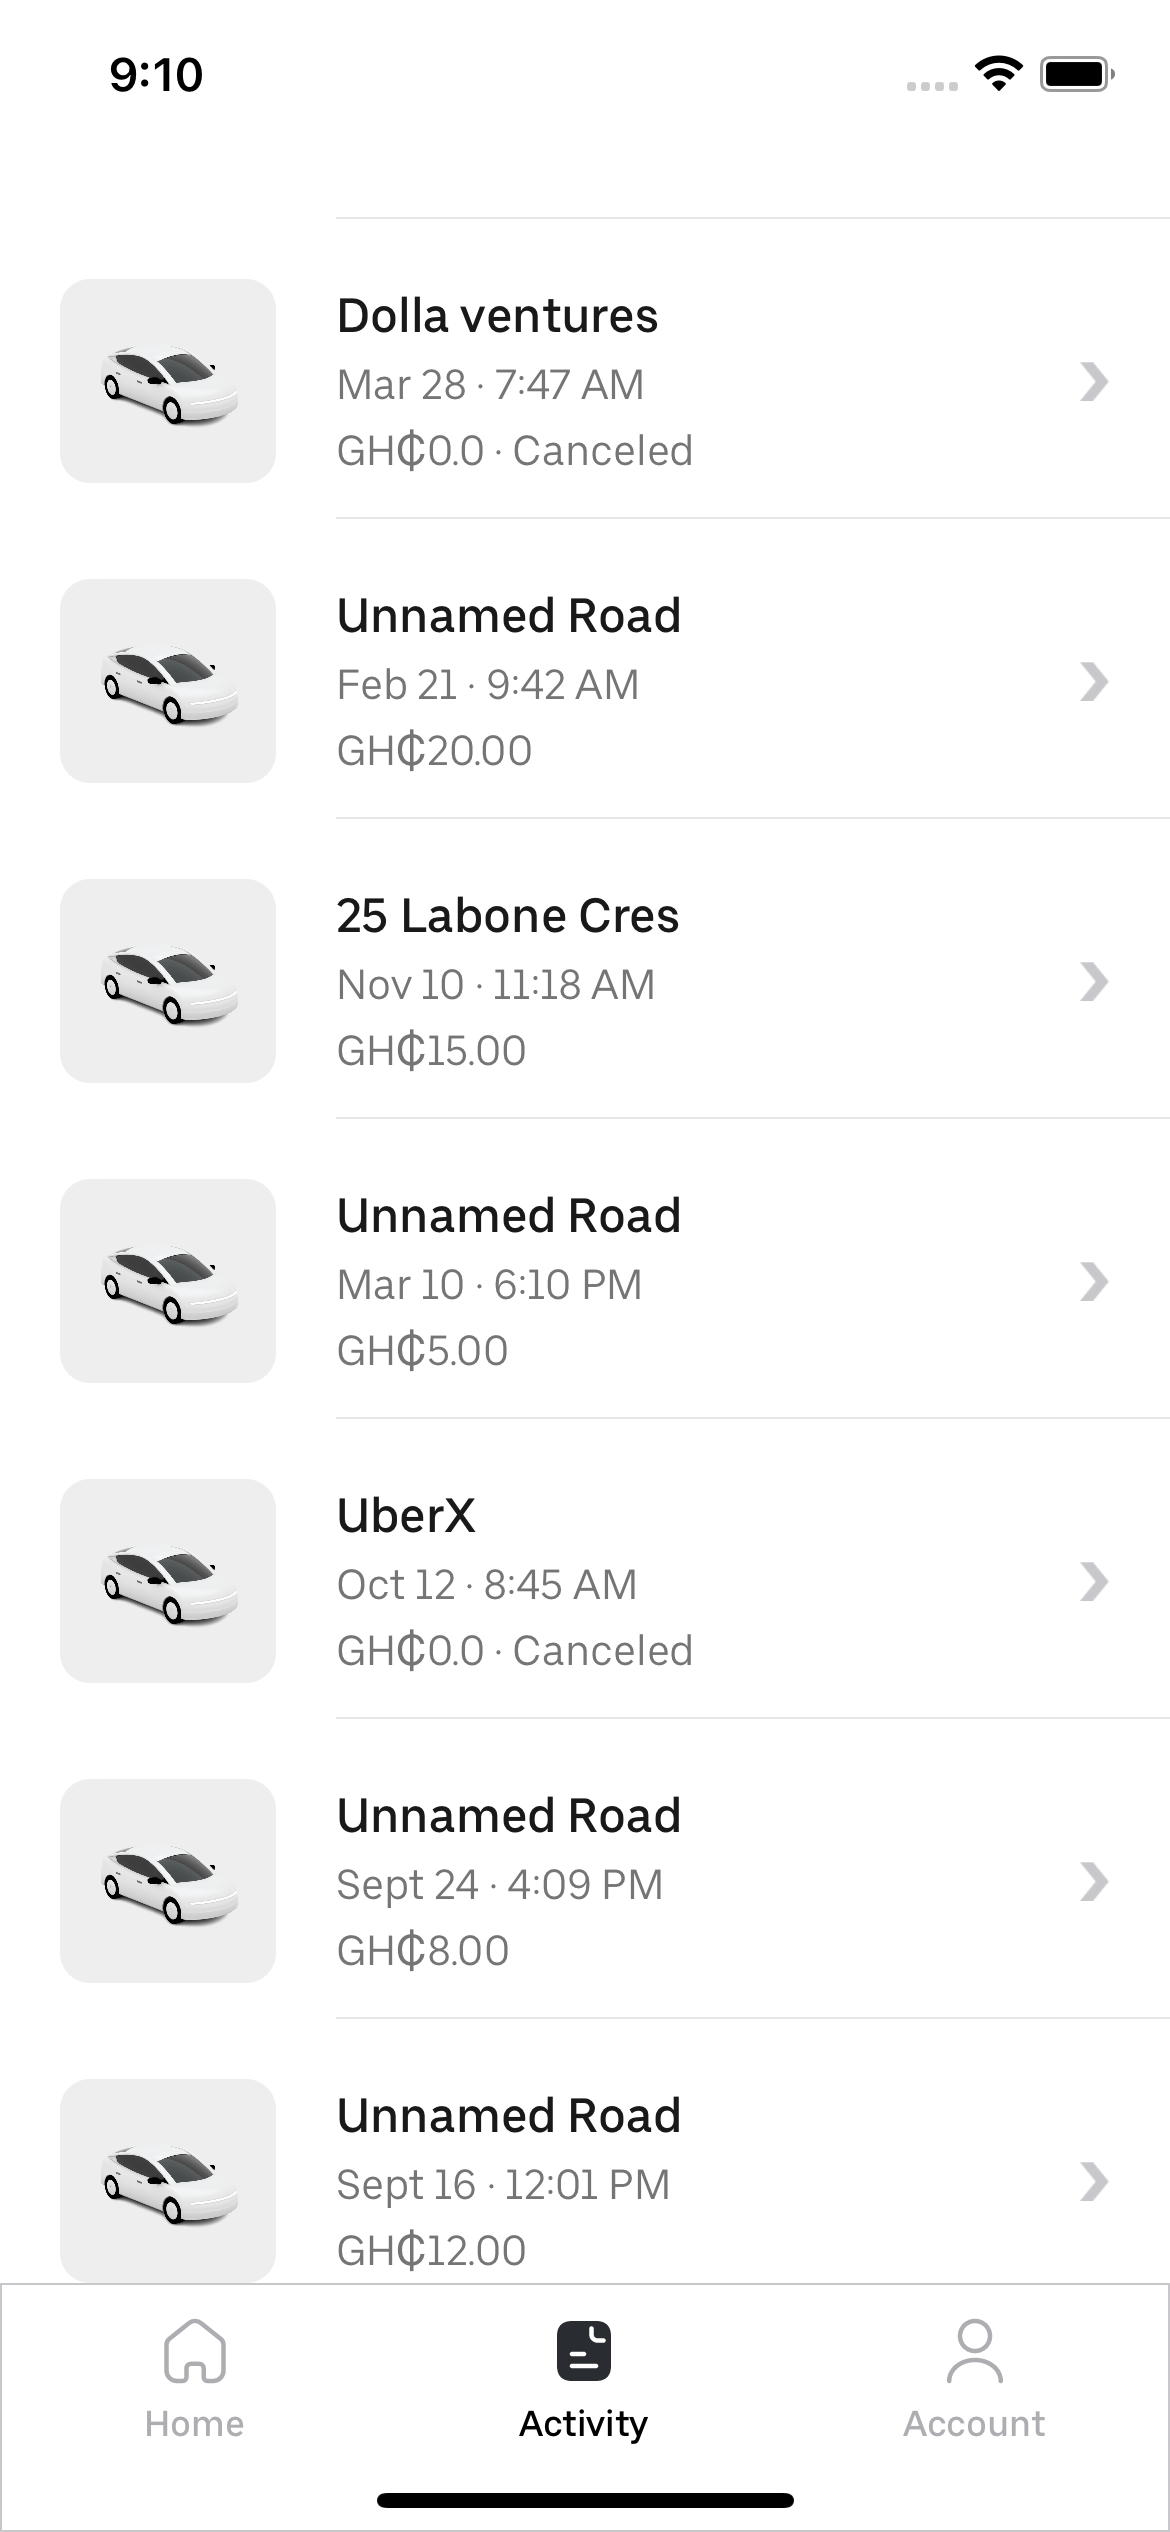 9:10
Dolla ventures
Mar 28 · 7:47 AM
GH₵0.0 · Canceled
Unnamed Road
Feb 21 · 9:42 AM
GH₵20.00
25 Labone Cres
Nov 10 · 11:18 AM
GH₵15.00
Unnamed Road
Mar 10 · 6:10 PM
GH₵5.00
UberX
Oct 12 · 8:45 AM
GH₵0.0 · Canceled
Unnamed Road
Sept 24 · 4:09 PM
GH₵8.00
Unnamed Road
Sept 16 · 12:01 PM
GH₵12.00
Home Activity Account